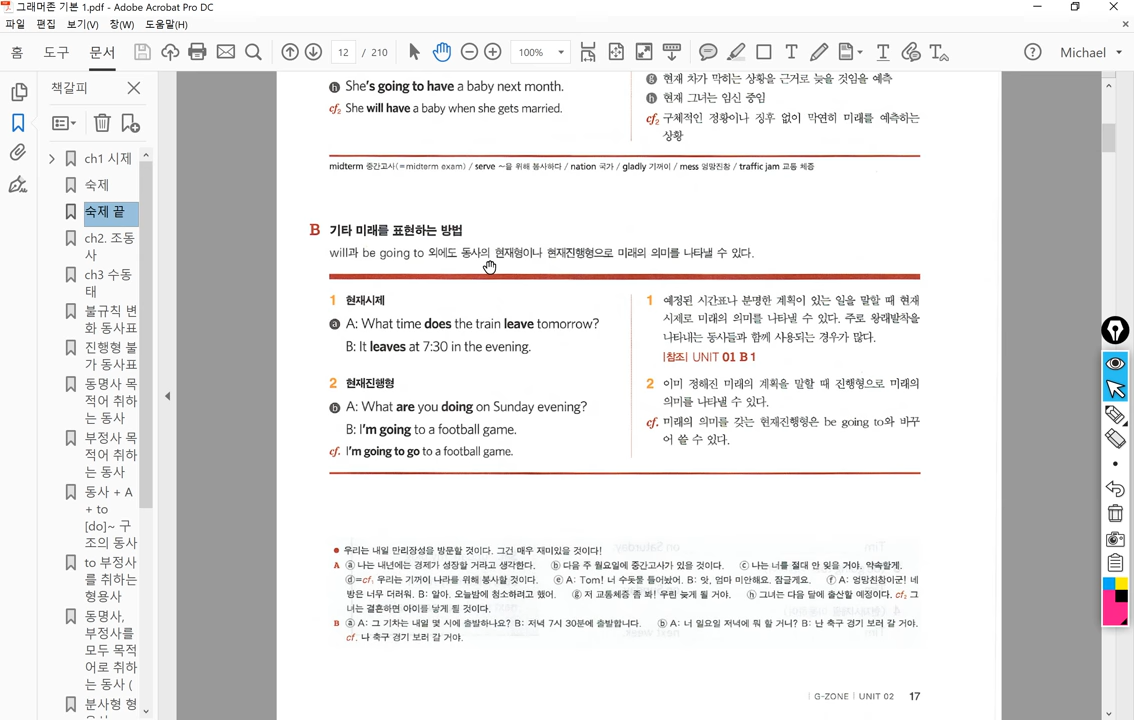 그래머존 기본 1.pdf - Adobe Acrobat Pro DC
파일 편집 보기(V) 창(W) 도움말(H)
홈 도구 문서 12 / 210 100% Michael
책갈피
ch1 시제
숙제
숙제 끝
ch2. 조동
사
ch3 수동
태
불규칙 변
화 동사표
진행형 불
가 동사표
동명사 목
적어 취하
는 동사
부정사 목
적어 취하
는 동사
동사 + A
+ to
[do]~ 구
조의 동사
to 부정사
를 취하는
형용사
동명사,
부정사를
모두 목적
어로 취하
는 동사 (
분사형 형
ⓗ She's going to have a baby next month.
cf.₂ She will have a baby when she gets married.
ⓖ 현재 차가 막히는 상황을 근거로 늦을 것임을 예측
ⓗ 현재 그녀는 임신 중임
cf.₂ 구체적인 정황이나 징후 없이 막연히 미래를 예측하는
상황
midterm 중간고사(=midterm exam) / serve ~을 위해 봉사하다 / nation 국가 / gladly 기꺼이 / mess 엉망진창 / traffic jam 교통 체증
B 기타 미래를 표현하는 방법
will과 be going to 외에도 동사의 현재형이나 현재진행형으로 미래의 의미를 나타낼 수 있다.
1 현재시제
ⓐ A: What time does the train leave tomorrow?
B: It leaves at 7:30 in the evening.
2 현재진행형
ⓑ A: What are you doing on Sunday evening?
B: I'm going to a football game.
cf. I'm going to go to a football game.
1 예정된 시간표나 분명한 계획이 있는 일을 말할 때 현재
시제로 미래의 의미를 나타낼 수 있다. 주로 왕래발착을
나타내는 동사들과 함께 사용되는 경우가 많다.
|참조| UNIT 01 B 1
2 이미 정해진 미래의 계획을 말할 때 진행형으로 미래의
의미를 나타낼 수 있다.
cf. 미래의 의미를 갖는 현재진행형은 be going to와 바꾸
어 쓸 수 있다.
● 우리는 내일 만리장성을 방문할 것이다. 그건 매우 재미있을 것이다!
A ⓐ 나는 내년에는 경제가 성장할 거라고 생각한다. ⓑ 다음 주 월요일에 중간고사가 있을 것이다. ⓒ 나는 너를 절대 안 잊을 거야. 약속할게.
ⓓ=cf.₁ 우리는 기꺼이 나라를 위해 봉사할 것이다. ⓔ A: Tom! 너 수돗물 틀어놨어. B: 앗, 엄마 미안해요. 잠글게요. ⓕ A: 엉망진창이군! 네
방은 너무 더러워. B: 알아. 오늘밤에 청소하려고 했어. ⓖ 저 교통체증 좀 봐! 우린 늦게 될 거야. ⓗ 그녀는 다음 달에 출산할 예정이다. cf.₂ 그
녀는 결혼하면 아이를 낳게 될 것이다.
B ⓐ A: 그 기차는 내일 몇 시에 출발하나요? B: 저녁 7시 30분에 출발합니다. ⓑ A: 너 일요일 저녁에 뭐 할 거니? B: 난 축구 경기 보러 갈 거야.
cf. 나 축구 경기 보러 갈 거야.
| G-ZONE | UNIT 02 17